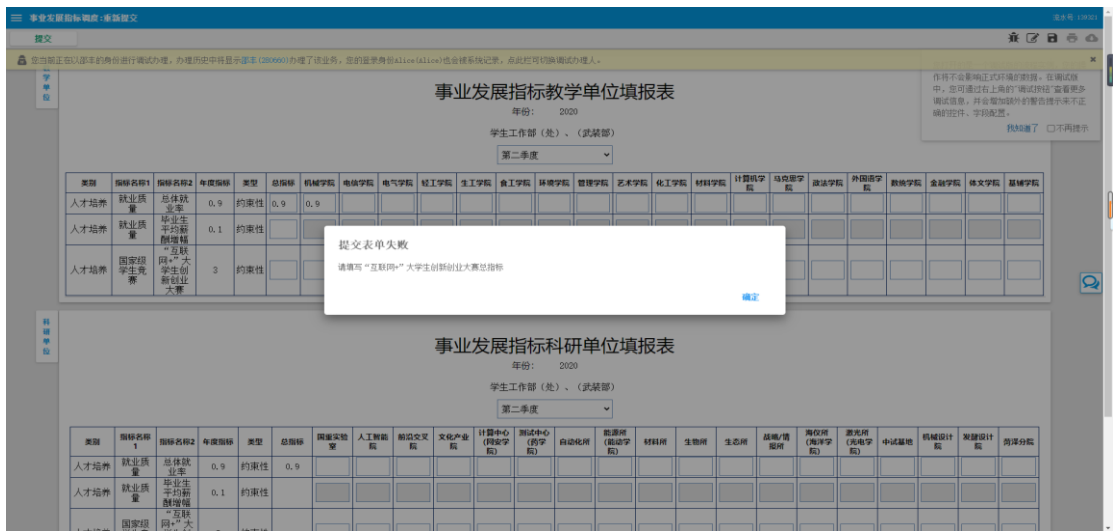 事业发展指标调度:重新提交
提交
您当前正在以邵丰的身份进行调试办理，办理历史中将显示邵丰(280660)办理了该业务，您的登录身份Alice(Alice)也会被系统记录，点此栏可切换调试办理人。
作将不会影响正式环境的数据。在调试版
中，您可通过右上角的"调试按钮"查看更多
调试信息，并会增加额外的警告提示来不正
确的控件、字段配置。
我知道了 不再提示
学
单
位
事业发展指标教学单位填报表
年份: 2020
学生工作部（处）、（武装部）
第二季度
类别 指标名称1 指标名称2 年度指标 类型 总指标 机械学院 电信学院 电气学院 轻工学院 生工学院 食工学院 环境学院 管理学院 艺术学院 化工学院 材料学院 计算机学院 马克思学院 政法学院 外国语学院 数统学院 金融学院 体文学院 基辅学院
人才培养 就业质量 总体就业率 0.9 约束性 0.9 0.9
人才培养 就业质量 毕业生平均薪酬增幅 0.1 约束性
人才培养 国家级学生竞赛 “互联网+”大学生创新创业大赛 3 约束性
提交表单失败
请填写“互联网+”大学生创新创业大赛总指标
确定
科
研
单
位
事业发展指标科研单位填报表
年份: 2020
学生工作部（处）、（武装部）
第二季度
类别 指标名称1 指标名称2 年度指标 类型 总指标 国重实验室 人工智能院 前沿交叉院 文化产业院 计算中心(网安学院) 测试中心(药学院) 自动化所 能源所(能动学院) 材料所 生物所 生态所 战略/情报所 海仪所(海洋学院) 激光所(光电学院) 中试基地 机械设计院 发酵设计院 菏泽分院
人才培养 就业质量 总体就业率 0.9 约束性 0.9
人才培养 就业质量 毕业生平均薪酬增幅 0.1 约束性
国家级 “互联网+”大